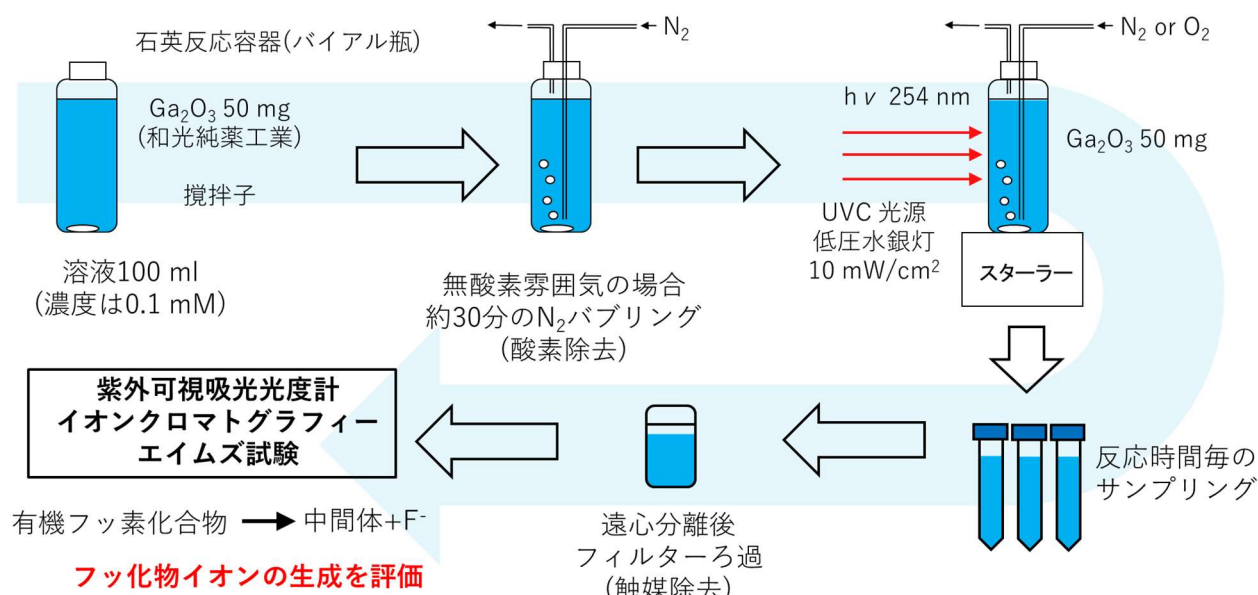 石英反応容器(バイアル瓶)
Ga₂O₃ 50 mg
(和光純薬工業)
撹拌子
溶液100 ml
(濃度は0.1 mM)
N₂
無酸素雰囲気の場合
約30分のN₂バブリング
(酸素除去)
N₂ or O₂
hν 254 nm
Ga₂O₃ 50 mg
UVC 光源
低圧水銀灯
10 mW/cm²
スターラー
反応時間毎の
サンプリング
遠心分離後
フィルターろ過
(触媒除去)
紫外可視吸光光度計
イオンクロマトグラフィー
エイムズ試験
有機フッ素化合物 → 中間体+F⁻
フッ化物イオンの生成を評価